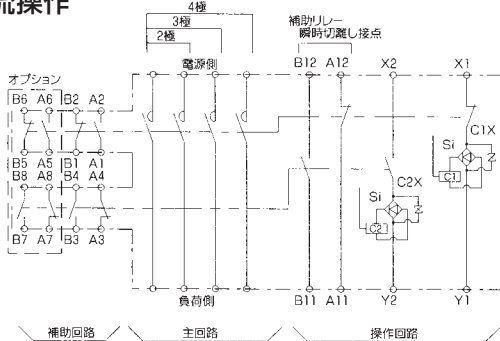 流操作
4極
3極
2極
補助リレー
瞬時切離し接点
電源側
B12 A12 X2 X1
オプション
B6 A6 B2 A2
C1X
B5 A5 B1 A1
Si
C1
B8 A8 B4 A4
C2X
Si
C2
B7 A7 B3 A3
負荷側
B11 A11 Y2 Y1
補助回路 主回路 操作回路